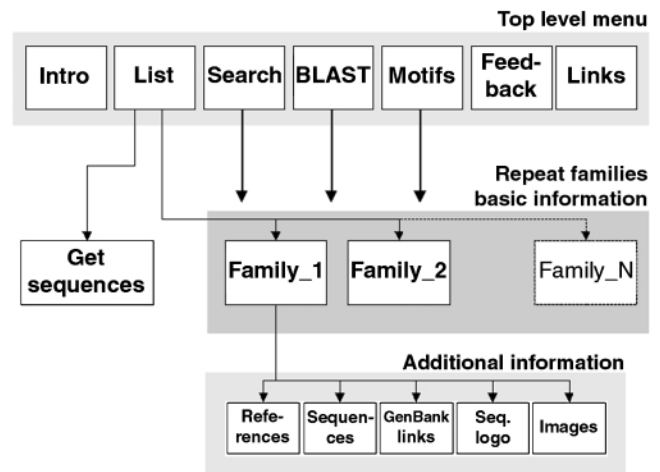 Top level menu
Intro
List
Search
BLAST
Motifs
Feed-
back
Links
Repeat families
basic information
Get
sequences
Family_1
Family_2
Family_N
Additional information
Refe-
rences
Sequen-
ces
GenBank
links
Seq.
logo
Images